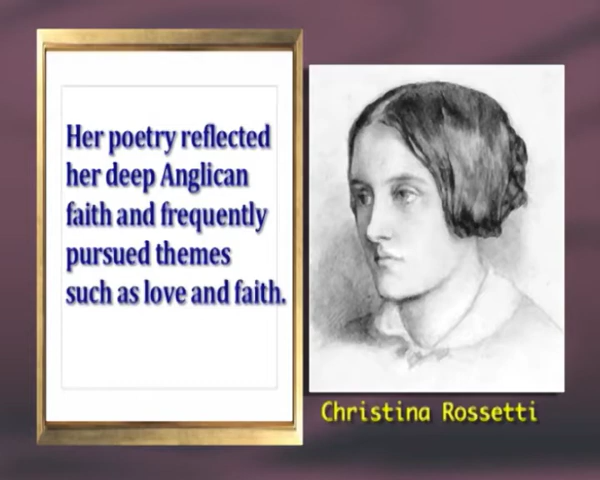 Her poetry reflected
her deep Anglican
faith and frequently
pursued themes
such as love and faith.
Christina Rossetti